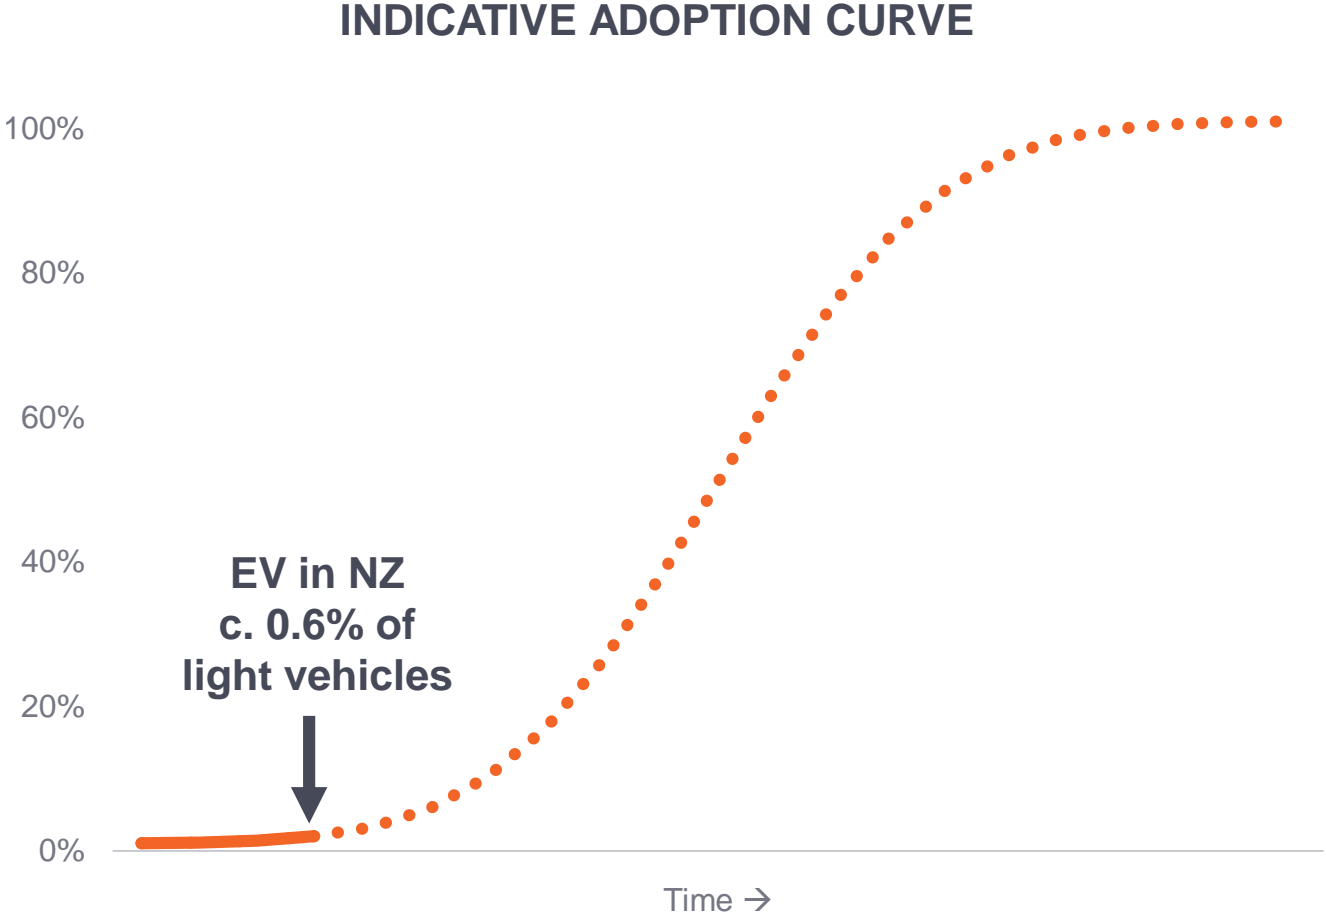 INDICATIVE ADOPTION CURVE
100%
80%
60%
40%
EV in NZ
c. 0.6% of
light vehicles
20%
0%
Time →